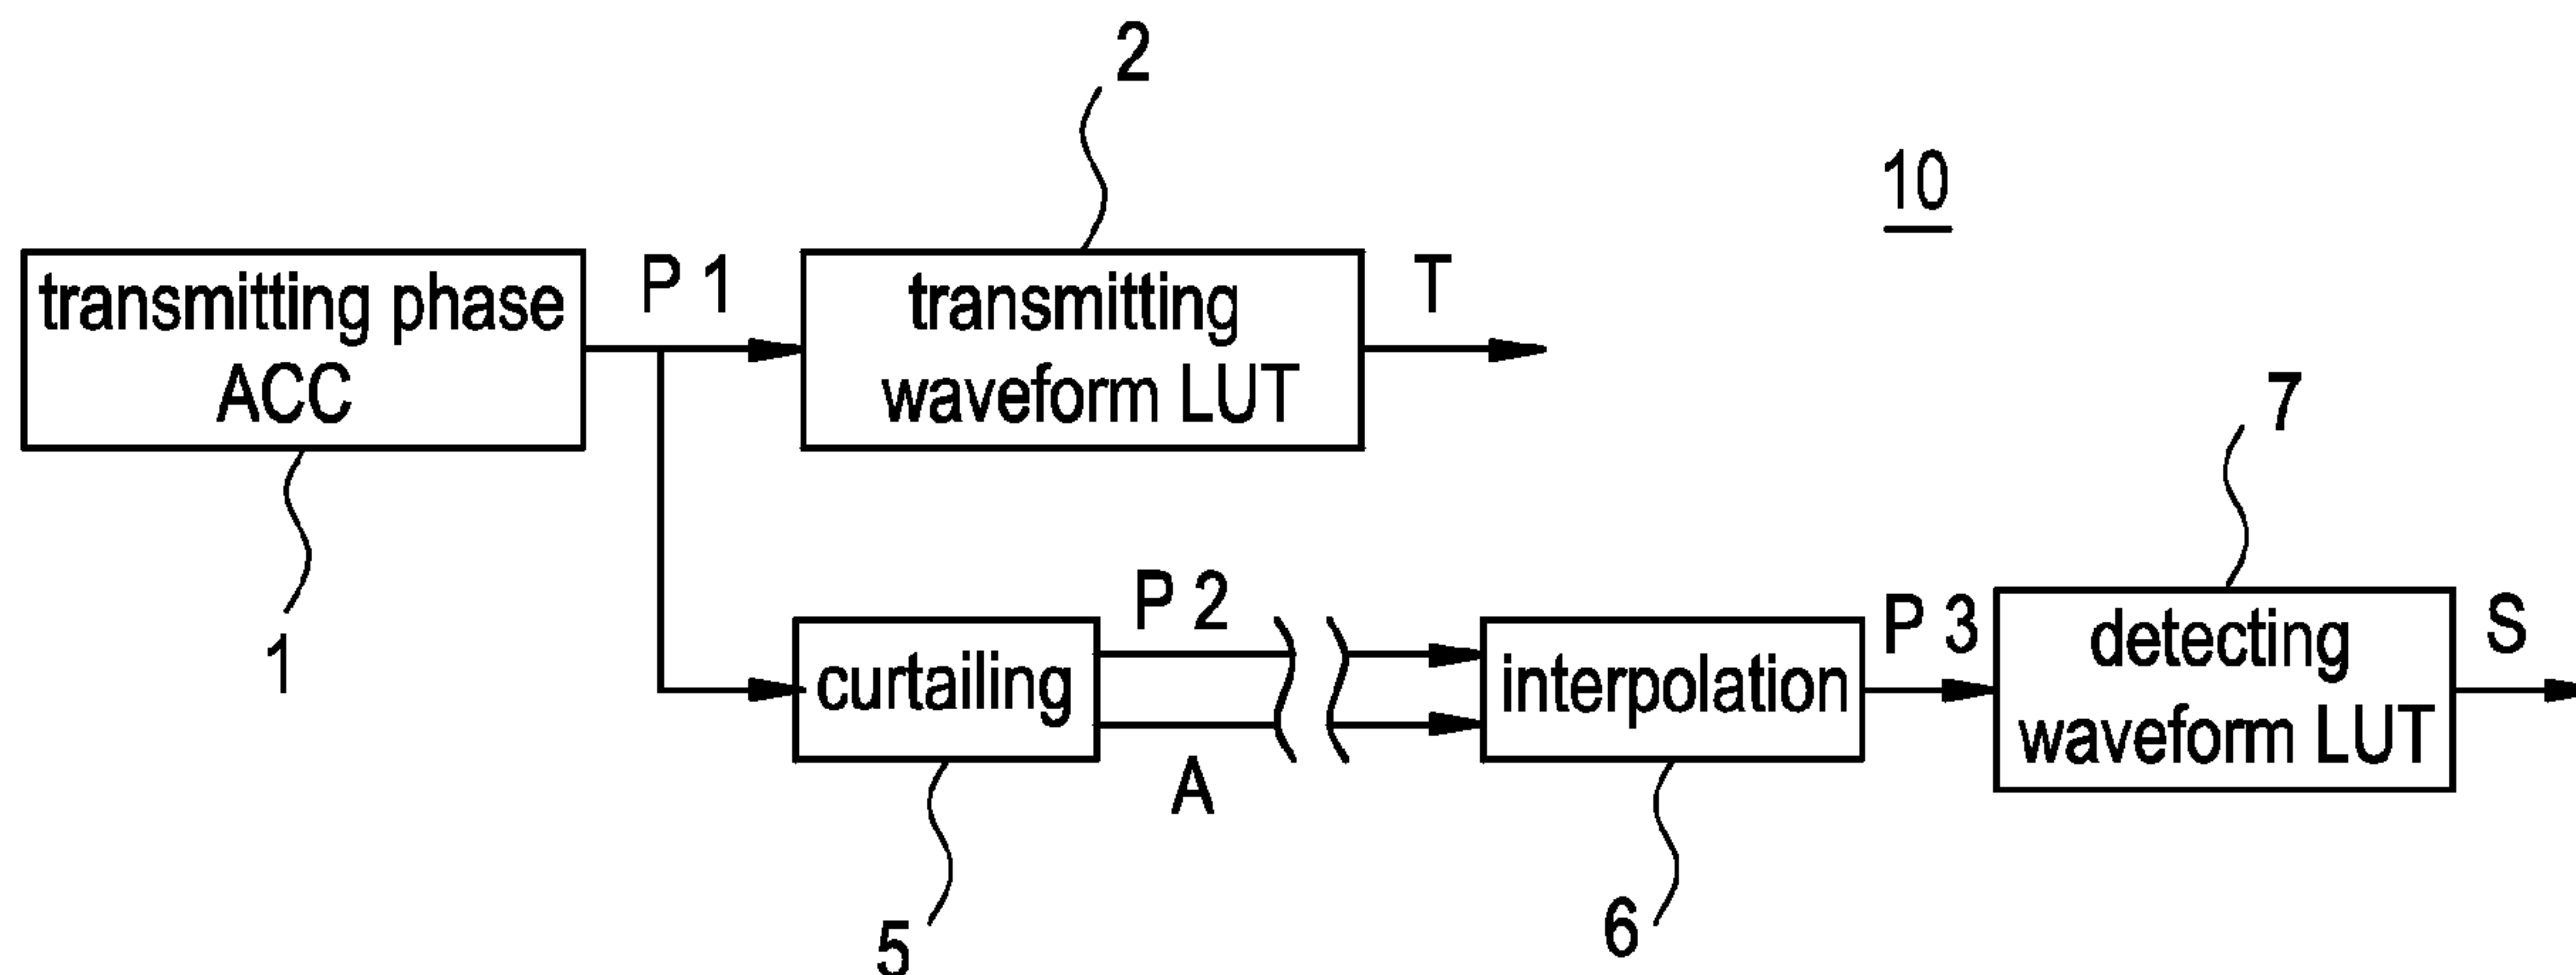 2
10
transmitting phase
ACC
P 1
transmitting
waveform LUT
T
7
1
curtailing
P 2
A
interpolation
P 3
detecting
waveform LUT
S
5
6